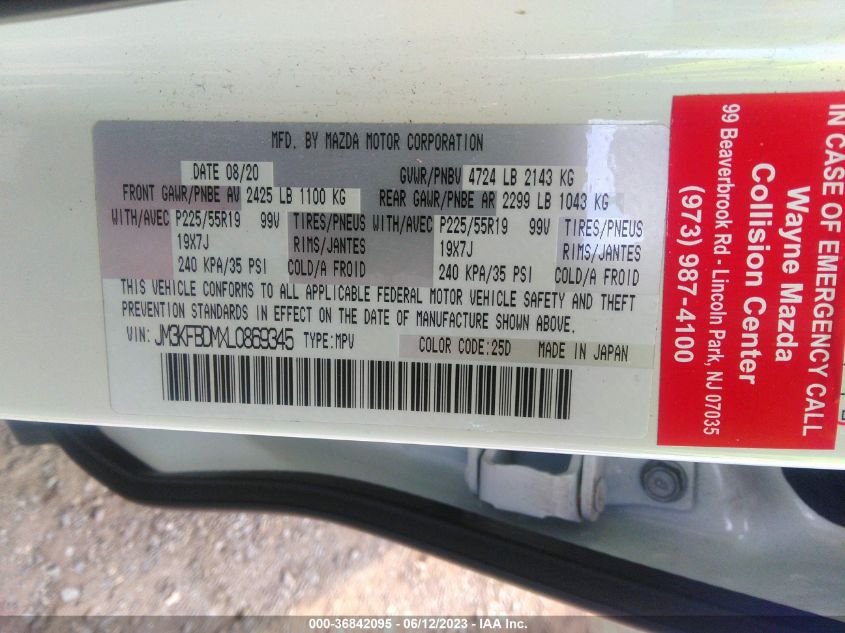 MFD. BY MAZDA MOTOR CORPORATION
DATE 08/20 GVWR/PNBV 4724 LB 2143 KG
FRONT GAWR/PNBE AV 2425 LB 1100 KG REAR GAWR/PNBE AR 2299 LB 1043 KG
WITH/AVEC P225/55R19 99V TIRES/PNEUS WITH/AVEC P225/55R19 99V TIRES/PNEUS
19X7J RIMS/JANTES 19X7J RIMS/JANTES
240 KPA/35 PSI COLD/A FROID 240 KPA/35 PSI COLD/A FROID
THIS VEHICLE CONFORMS TO ALL APPLICABLE FEDERAL MOTOR VEHICLE SAFETY AND THEFT
PREVENTION STANDARDS IN EFFECT ON THE DATE OF MANUFACTURE SHOWN ABOVE.
VIN: JM3KFBDMXL0869345 TYPE:MPV COLOR CODE:25D MADE IN JAPAN
IN CASE OF EMERGENCY CALL
Wayne Mazda
Collision Center
(973) 987-4100
99 Beaverbrook Rd - Lincoln Park, NJ 07035
000-36842095 - 06/12/2023 - IAA Inc.